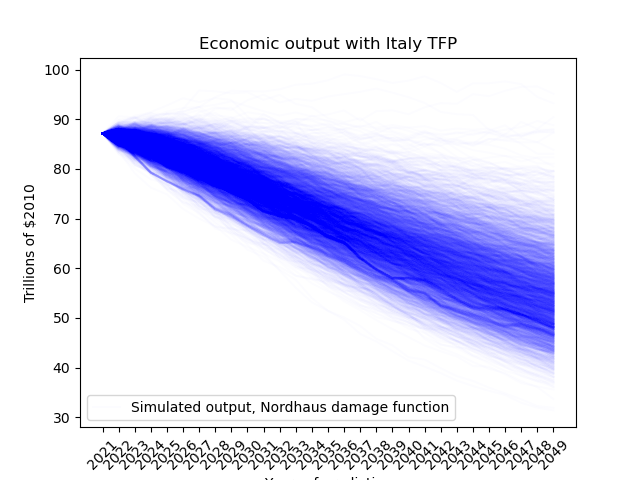 Economic output with Italy TFP
Trillions of $2010
100
90
80
70
60
50
40
30
Simulated output, Nordhaus damage function
2021 2022 2023 2024 2025 2026 2027 2028 2029 2030 2031 2032 2033 2034 2035 2036 2037 2038 2039 2040 2041 2042 2043 2044 2045 2046 2047 2048 2049